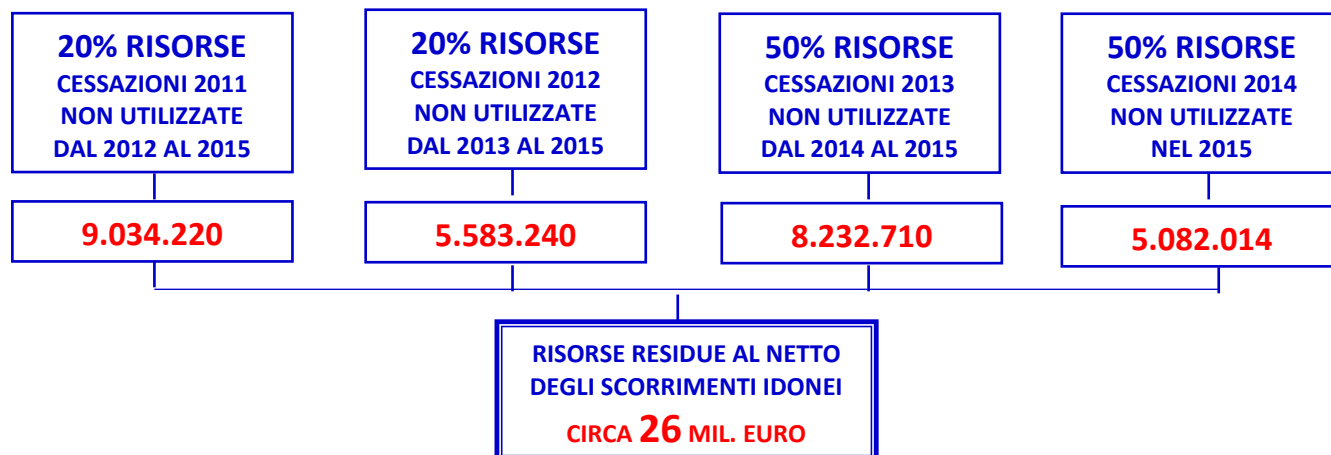 20% RISORSE
CESSAZIONI 2011
NON UTILIZZATE
DAL 2012 AL 2015
20% RISORSE
CESSAZIONI 2012
NON UTILIZZATE
DAL 2013 AL 2015
50% RISORSE
CESSAZIONI 2013
NON UTILIZZATE
DAL 2014 AL 2015
50% RISORSE
CESSAZIONI 2014
NON UTILIZZATE
NEL 2015
9.034.220
5.583.240
8.232.710
5.082.014
RISORSE RESIDUE AL NETTO
DEGLI SCORRIMENTI IDONEI
CIRCA 26 MIL. EURO